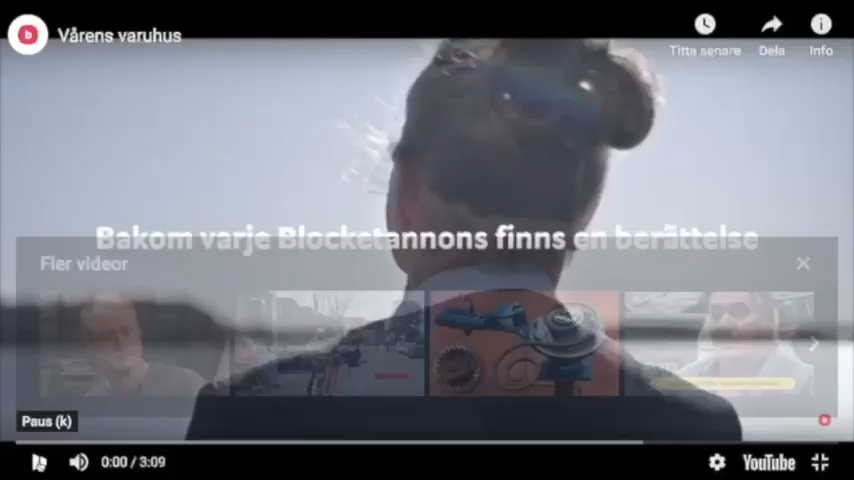 b
Vårens varuhus
Titta senare
Dela
Info
Bakom varje Blocketannons finns en berättelse
Fler videor
Paus (k)
b
0:00 / 3:09
YouTube